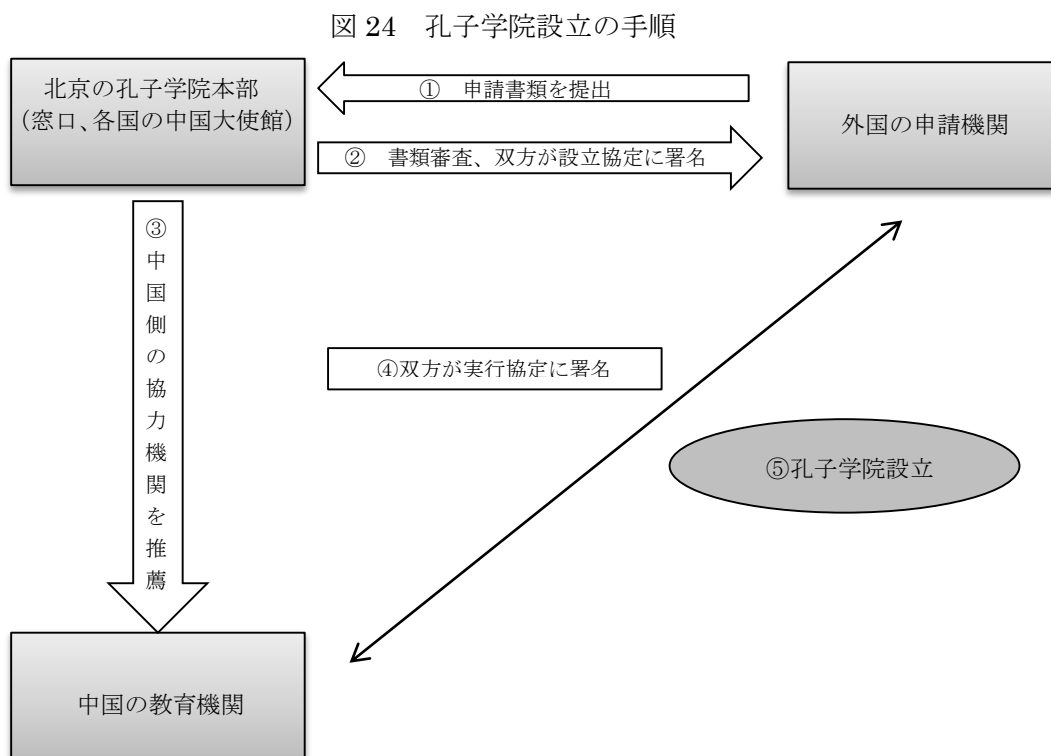 図 24　孔子学院設立の手順
北京の孔子学院本部
（窓口、各国の中国大使館）
①　申請書類を提出
外国の申請機関
②　書類審査、双方が設立協定に署名
③中国側の協力機関を推薦
④双方が実行協定に署名
⑤孔子学院設立
中国の教育機関